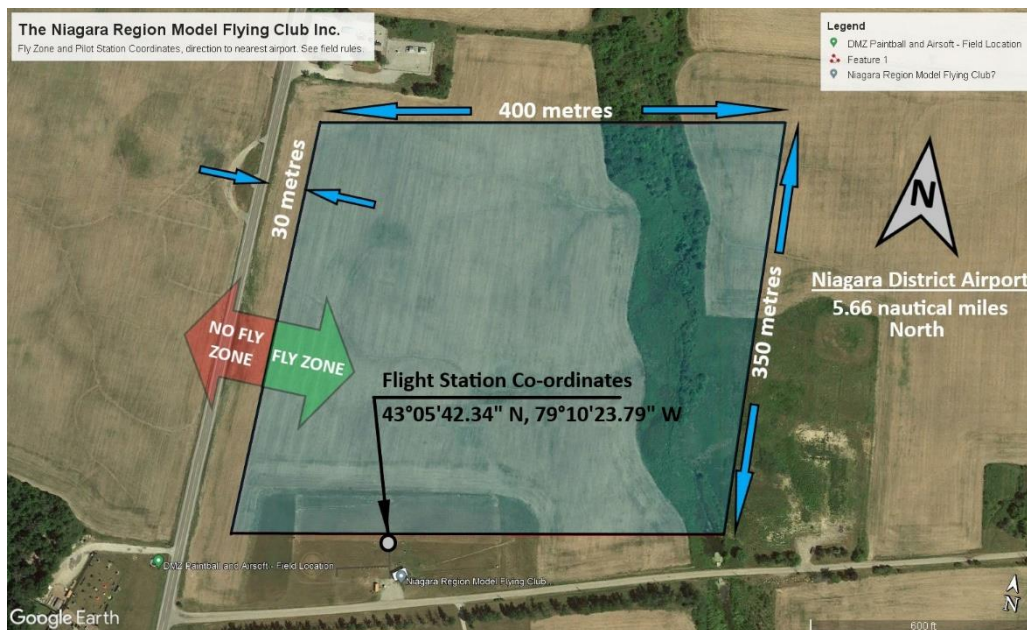 The Niagara Region Model Flying Club Inc.
Fly Zone and Pilot Station Coordinates, direction to nearest airport. See field rules.
Legend
DMZ Paintball and Airsoft - Field Location
Feature 1
Niagara Region Model Flying Club?
400 metres
30 metres
N
Niagara District Airport
5.66 nautical miles
North
350 metres
NO FLY
ZONE
FLY ZONE
Flight Station Co-ordinates
43°05'42.34" N, 79°10'23.79" W
DMZ Paintball and Airsoft - Field Location
Niagara Region Model Flying Club...
Google Earth
N
600 ft